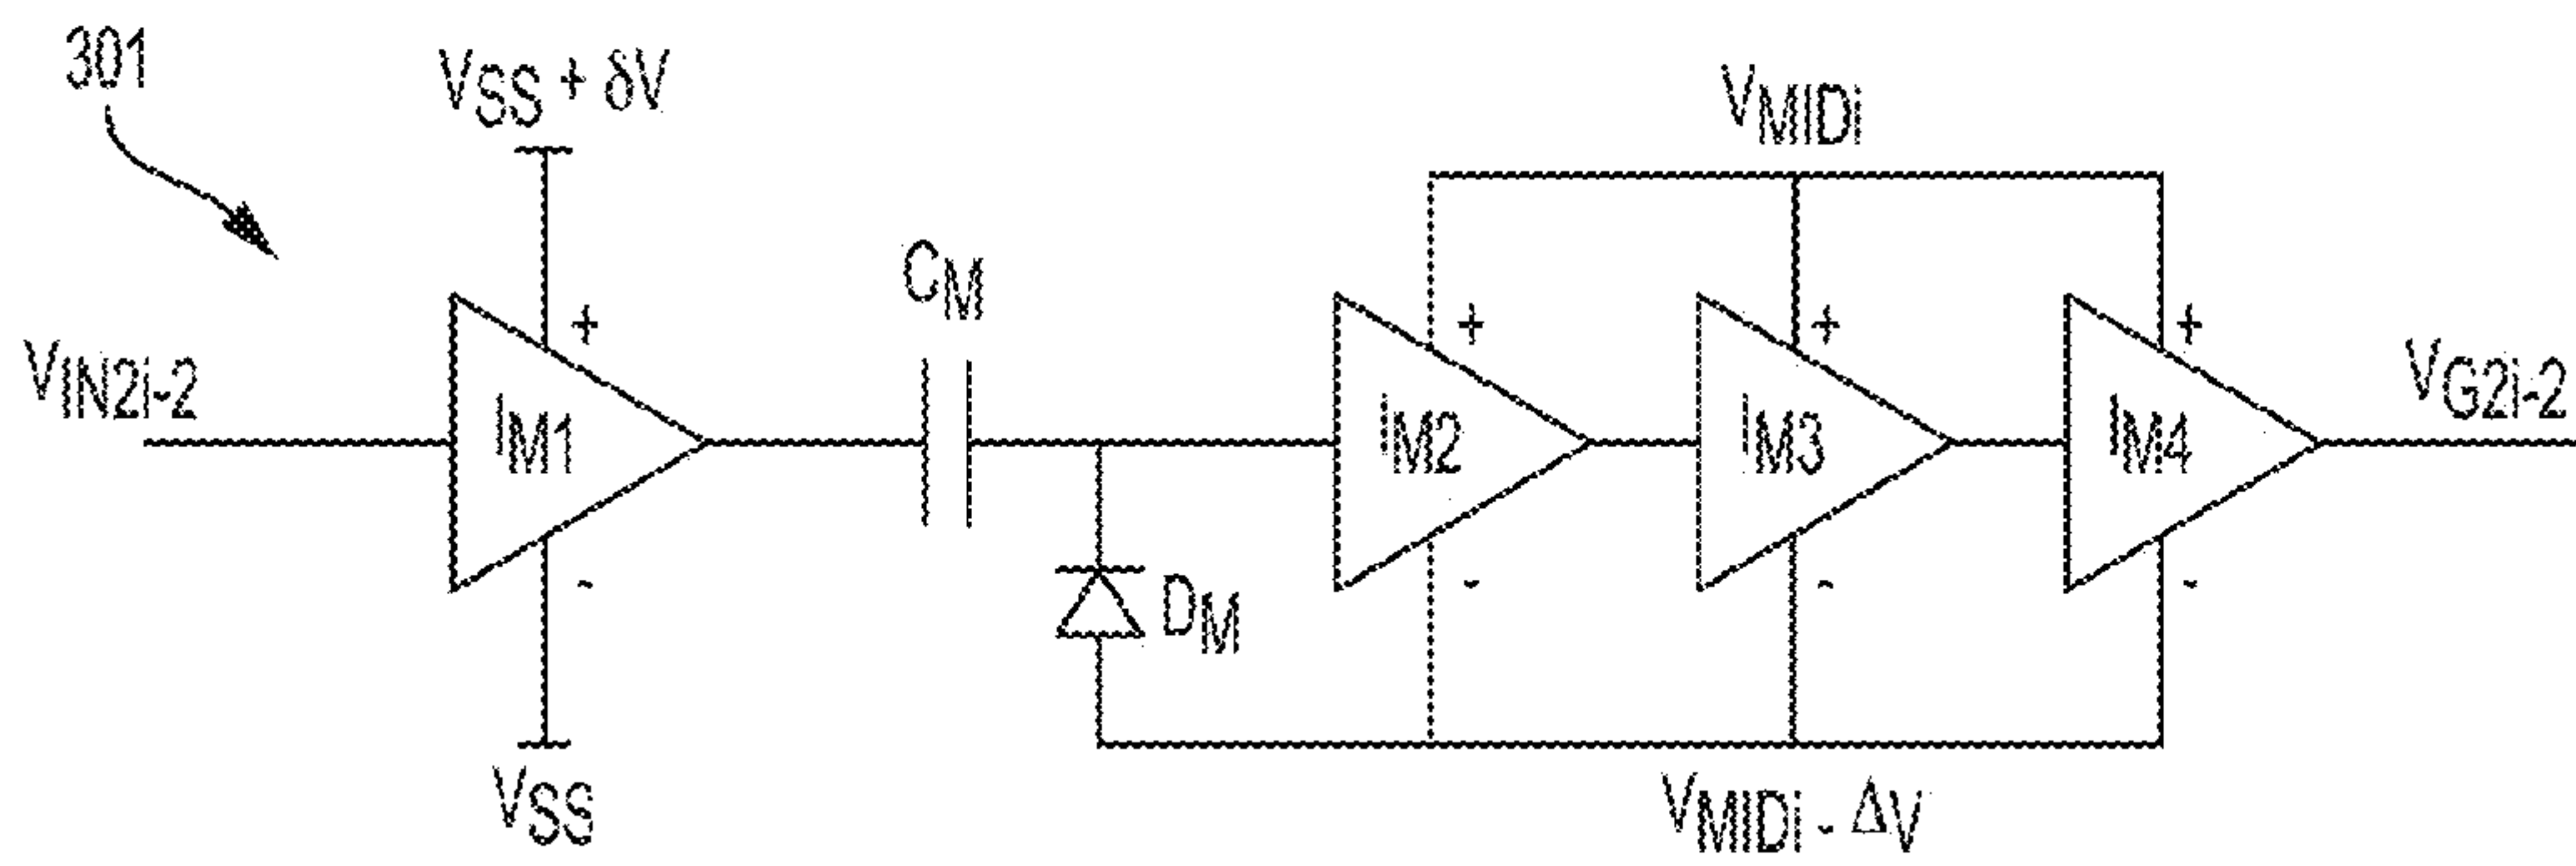 301
VSS + δV
VMIDi
CM
+
+
+
+
VIN2i-2
IM1
IM2
IM3
IM4
VG2i-2
-
DM
-
-
-
VSS
VMIDi - ΔV